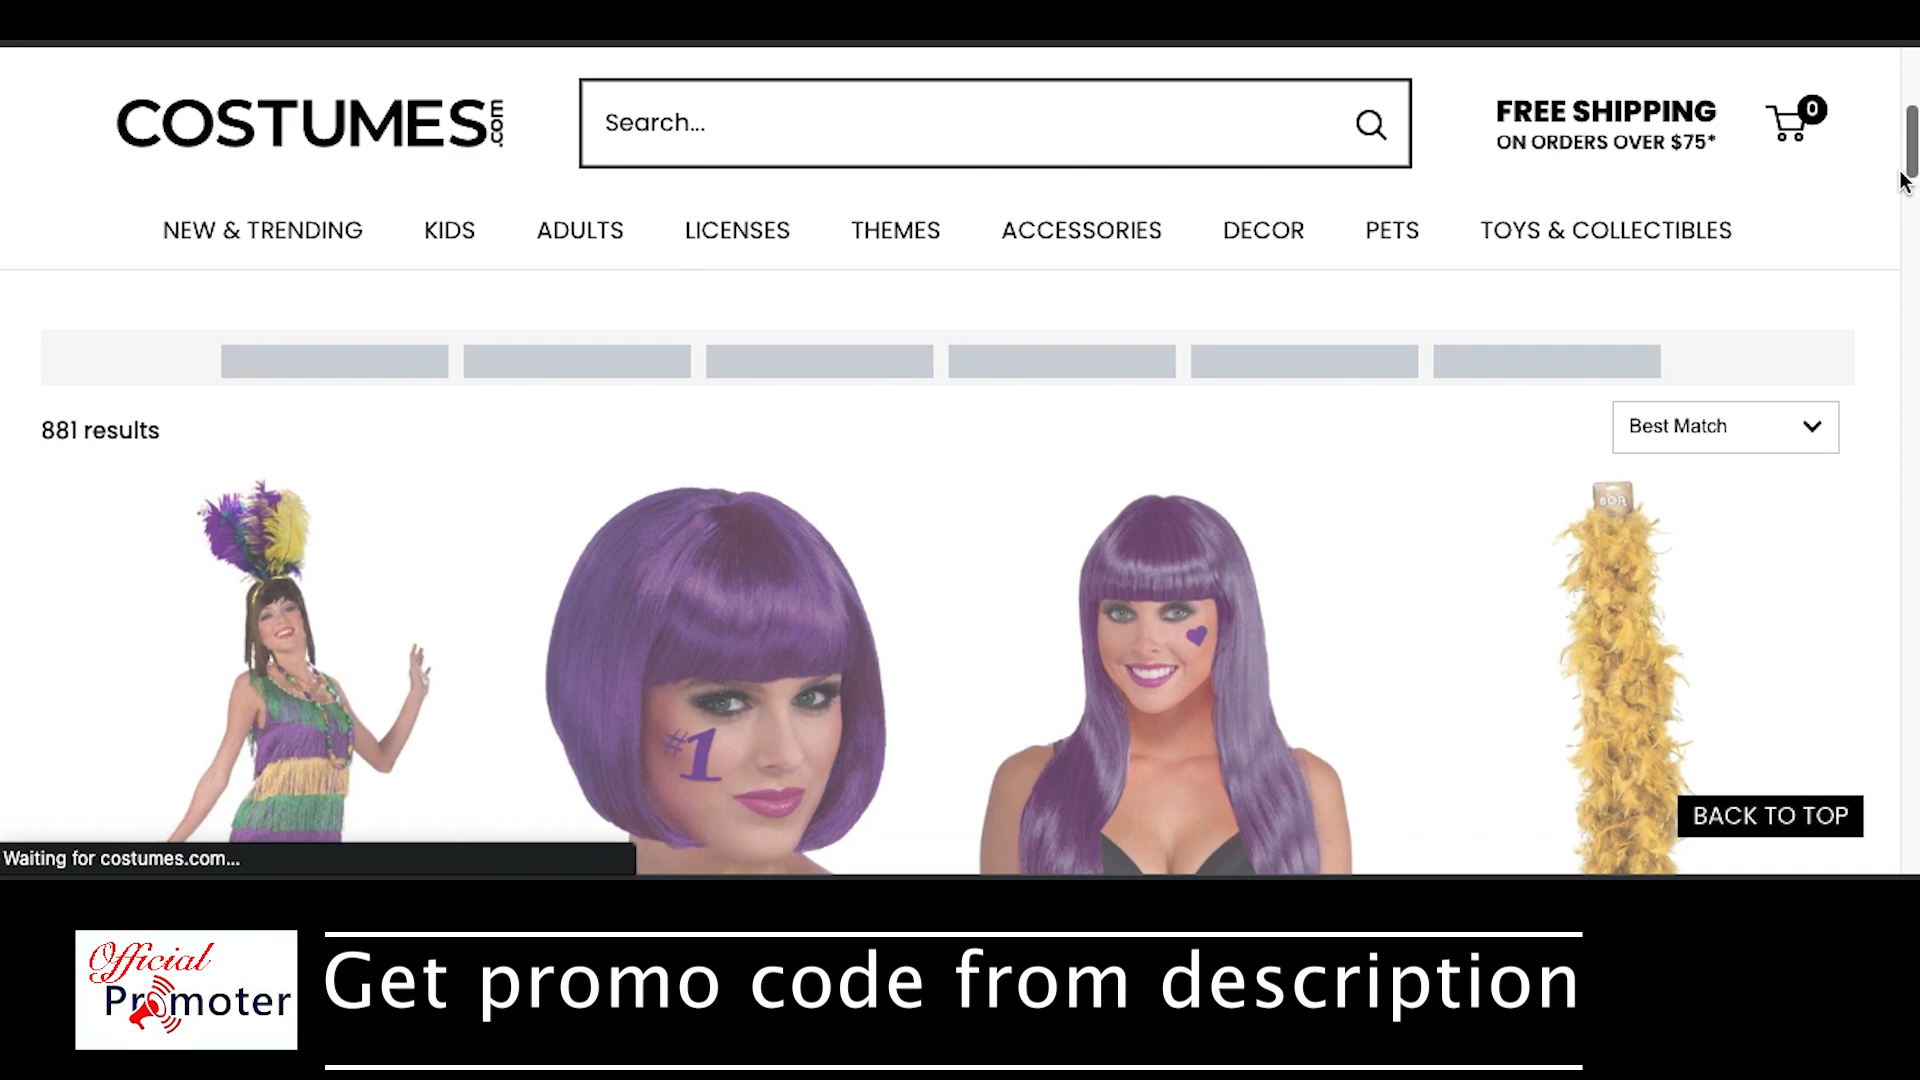 COSTUMES.com
Search...
FREE SHIPPING
ON ORDERS OVER $75*
0
NEW & TRENDING KIDS ADULTS LICENSES THEMES ACCESSORIES DECOR PETS TOYS & COLLECTIBLES
881 results
Best Match
BOA
#1
BACK TO TOP
Waiting for costumes.com...
Official
Promoter
Get promo code from description